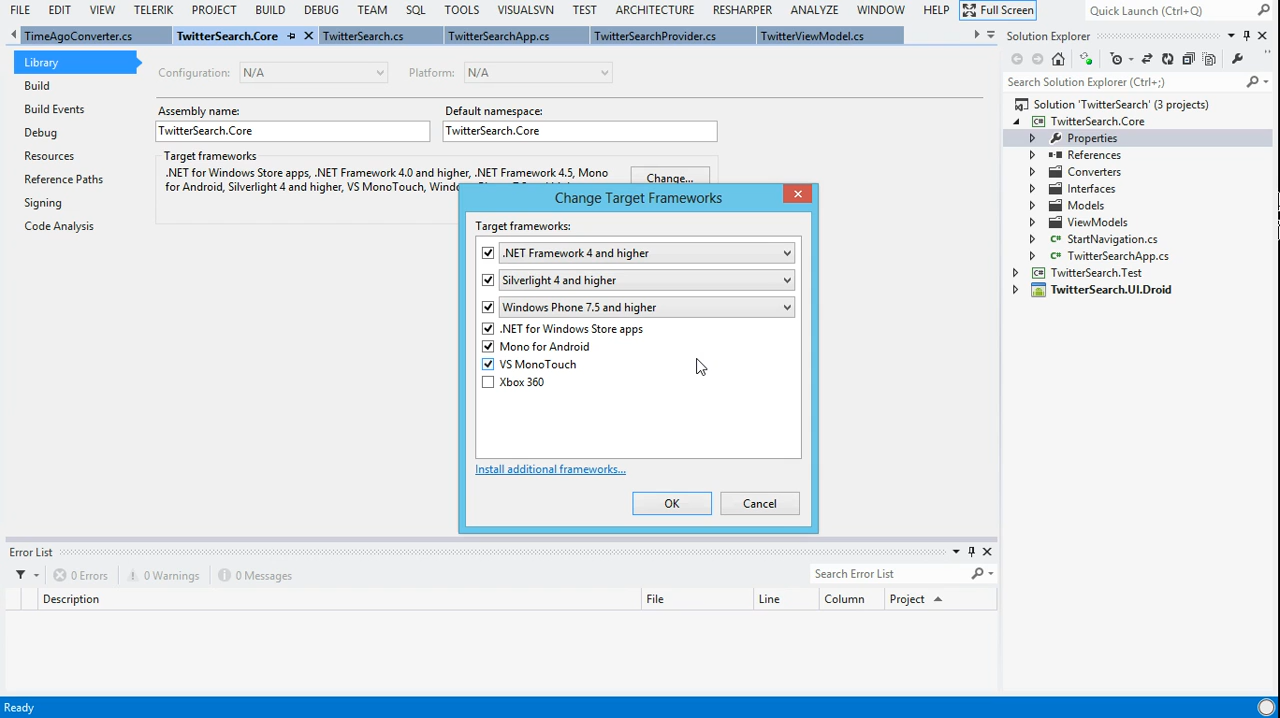 FILE EDIT VIEW TELERIK PROJECT BUILD DEBUG TEAM SQL TOOLS VISUALSVN TEST ARCHITECTURE RESHARPER ANALYZE WINDOW HELP Full Screen Quick Launch (Ctrl+Q)
TimeAgoConverter.cs TwitterSearch.Core TwitterSearch.cs TwitterSearchApp.cs TwitterSearchProvider.cs TwitterViewModel.cs
Library
Build
Build Events
Debug
Resources
Reference Paths
Signing
Code Analysis
Configuration: N/A Platform: N/A
Assembly name: Default namespace:
TwitterSearch.Core TwitterSearch.Core
Target frameworks
.NET for Windows Store apps, .NET Framework 4.0 and higher, .NET Framework 4.5, Mono
for Android, Silverlight 4 and higher, VS MonoTouch,
Change...
Change Target Frameworks
Target frameworks:
.NET Framework 4 and higher
Silverlight 4 and higher
Windows Phone 7.5 and higher
.NET for Windows Store apps
Mono for Android
VS MonoTouch
Xbox 360
Install additional frameworks...
OK Cancel
Solution Explorer
Search Solution Explorer (Ctrl+;)
Solution 'TwitterSearch' (3 projects)
TwitterSearch.Core
Properties
References
Converters
Interfaces
Models
ViewModels
StartNavigation.cs
TwitterSearchApp.cs
TwitterSearch.Test
TwitterSearch.UI.Droid
Error List
0 Errors 0 Warnings 0 Messages Search Error List
Description File Line Column Project
Ready